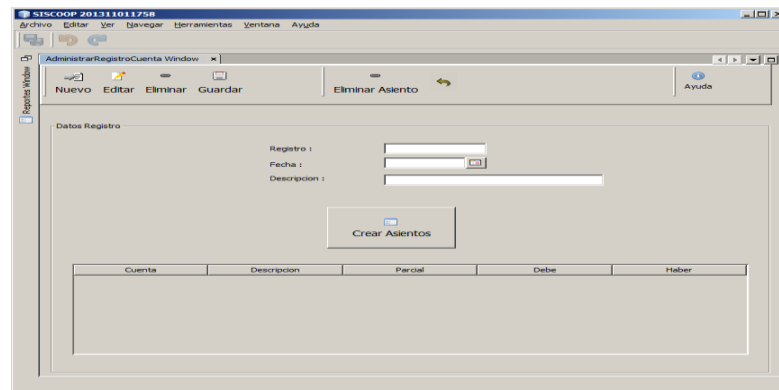 SISCOOP 201311011758
Archivo Editar Ver Navegar Herramientas Ventana Ayuda
AdministrarRegistroCuenta Window
Reportes Window
Nuevo Editar Eliminar Guardar Eliminar Asiento Ayuda
Datos Registro
Registro :
Fecha :
Descripcion :
Crear Asientos
Cuenta Descripcion Parcial Debe Haber